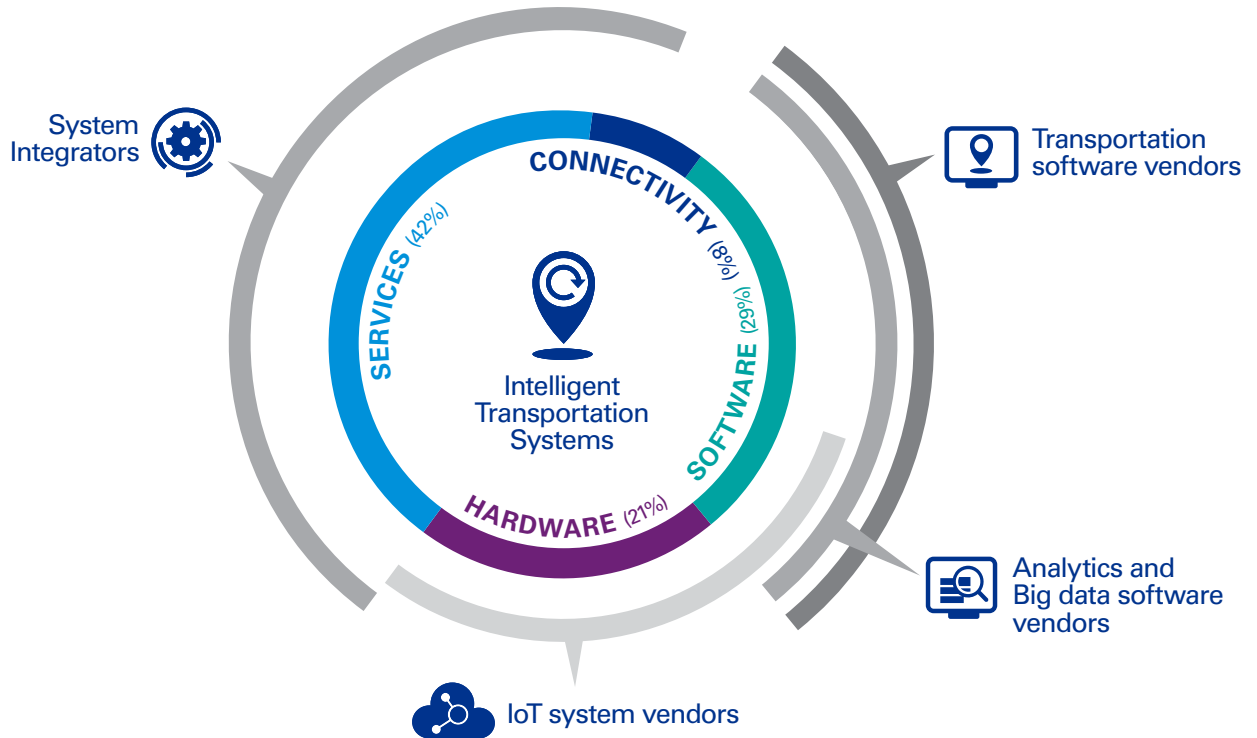 System
Integrators
Transportation
software vendors
CONNECTIVITY (8%)
SERVICES (42%)
SOFTWARE (29%)
HARDWARE (21%)
Intelligent
Transportation
Systems
Analytics and
Big data software
vendors
IoT system vendors